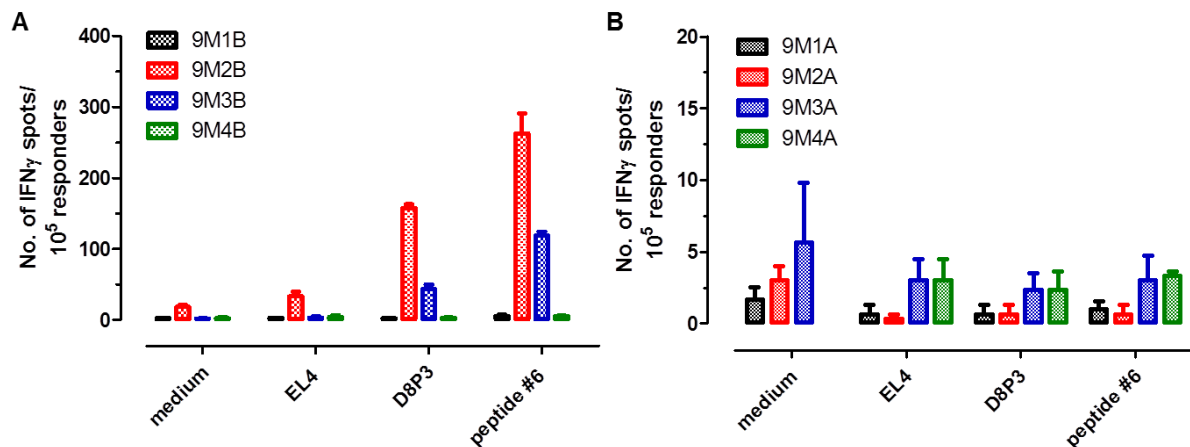 A
No. of IFNγ spots/
10⁵ responders
400
300
200
100
0
9M1B
9M2B
9M3B
9M4B
medium
EL4
D8P3
peptide #6
B
No. of IFNγ spots/
10⁵ responders
20
15
10
5
0
9M1A
9M2A
9M3A
9M4A
medium
EL4
D8P3
peptide #6